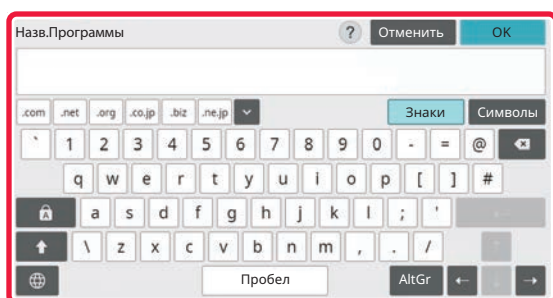 Назв.Программы ? Отменить OK
.com .net .org .co.jp .biz .ne.jp Знаки Символы
` 1 2 3 4 5 6 7 8 9 0 - = @
q w e r t y u i o p [ ] #
A a s d f g h j k l ; '
\ z x c v b n m , . /
Пробел AltGr